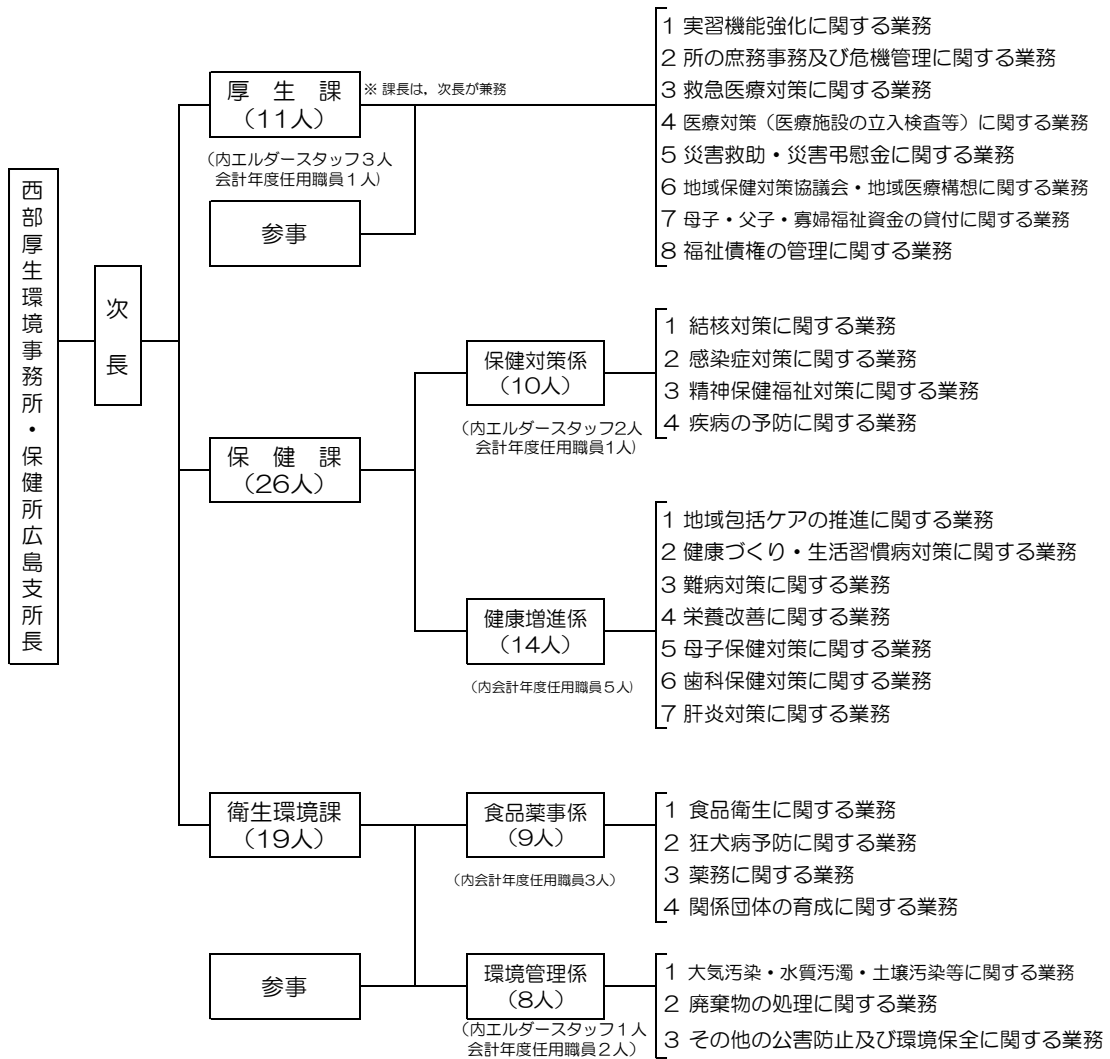 西部厚生環境事務所・保健所広島支所長
次長
厚生課
（11人）
※ 課長は，次長が兼務
（内エルダースタッフ３人
会計年度任用職員１人）
参事
1 実習機能強化に関する業務
2 所の庶務事務及び危機管理に関する業務
3 救急医療対策に関する業務
4 医療対策（医療施設の立入検査等）に関する業務
5 災害救助・災害弔慰金に関する業務
6 地域保健対策協議会・地域医療構想に関する業務
7 母子・父子・寡婦福祉資金の貸付に関する業務
8 福祉債権の管理に関する業務
保健課
（26人）
保健対策係
（10人）
（内エルダースタッフ2人
会計年度任用職員1人）
1 結核対策に関する業務
2 感染症対策に関する業務
3 精神保健福祉対策に関する業務
4 疾病の予防に関する業務
健康増進係
（14人）
（内会計年度任用職員５人）
1 地域包括ケアの推進に関する業務
2 健康づくり・生活習慣病対策に関する業務
3 難病対策に関する業務
4 栄養改善に関する業務
5 母子保健対策に関する業務
6 歯科保健対策に関する業務
7 肝炎対策に関する業務
衛生環境課
（19人）
食品薬事係
（9人）
（内会計年度任用職員3人）
1 食品衛生に関する業務
2 狂犬病予防に関する業務
3 薬務に関する業務
4 関係団体の育成に関する業務
参事
環境管理係
（8人）
（内エルダースタッフ１人
会計年度任用職員２人）
1 大気汚染・水質汚濁・土壌汚染等に関する業務
2 廃棄物の処理に関する業務
3 その他の公害防止及び環境保全に関する業務